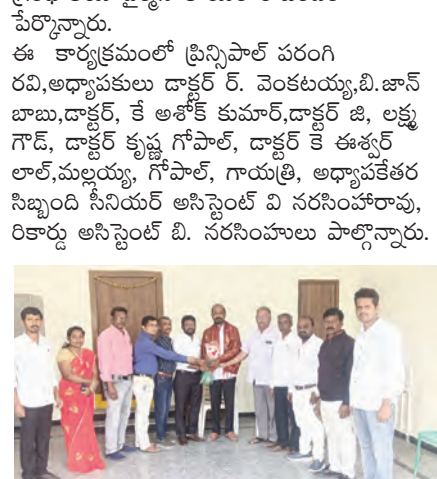 పేర్కొన్నారు.
ఈ కార్యక్రమంలో ప్రిన్సిపాల్ పరంగి
రవి,అధ్యాపకులు డాక్టర్ ర్. వెంకటయ్య,బి.జాన్
బాబు,డాక్టర్, కే అశోక్ కుమార్,డాక్టర్ జి, లక్ష్మ
గౌడ్, డాక్టర్ కృష్ణ గోపాల్, డాక్టర్ కె ఈశ్వర్
లాల్,మల్లయ్య, గోపాల్, గాయత్రి, అధ్యాపకేతర
సిబ్బంది సీనియర్ అసిస్టెంట్ వి నరసింహారావు,
రికార్డు అసిస్టెంట్ బి. నరసింహులు పాల్గొన్నారు.